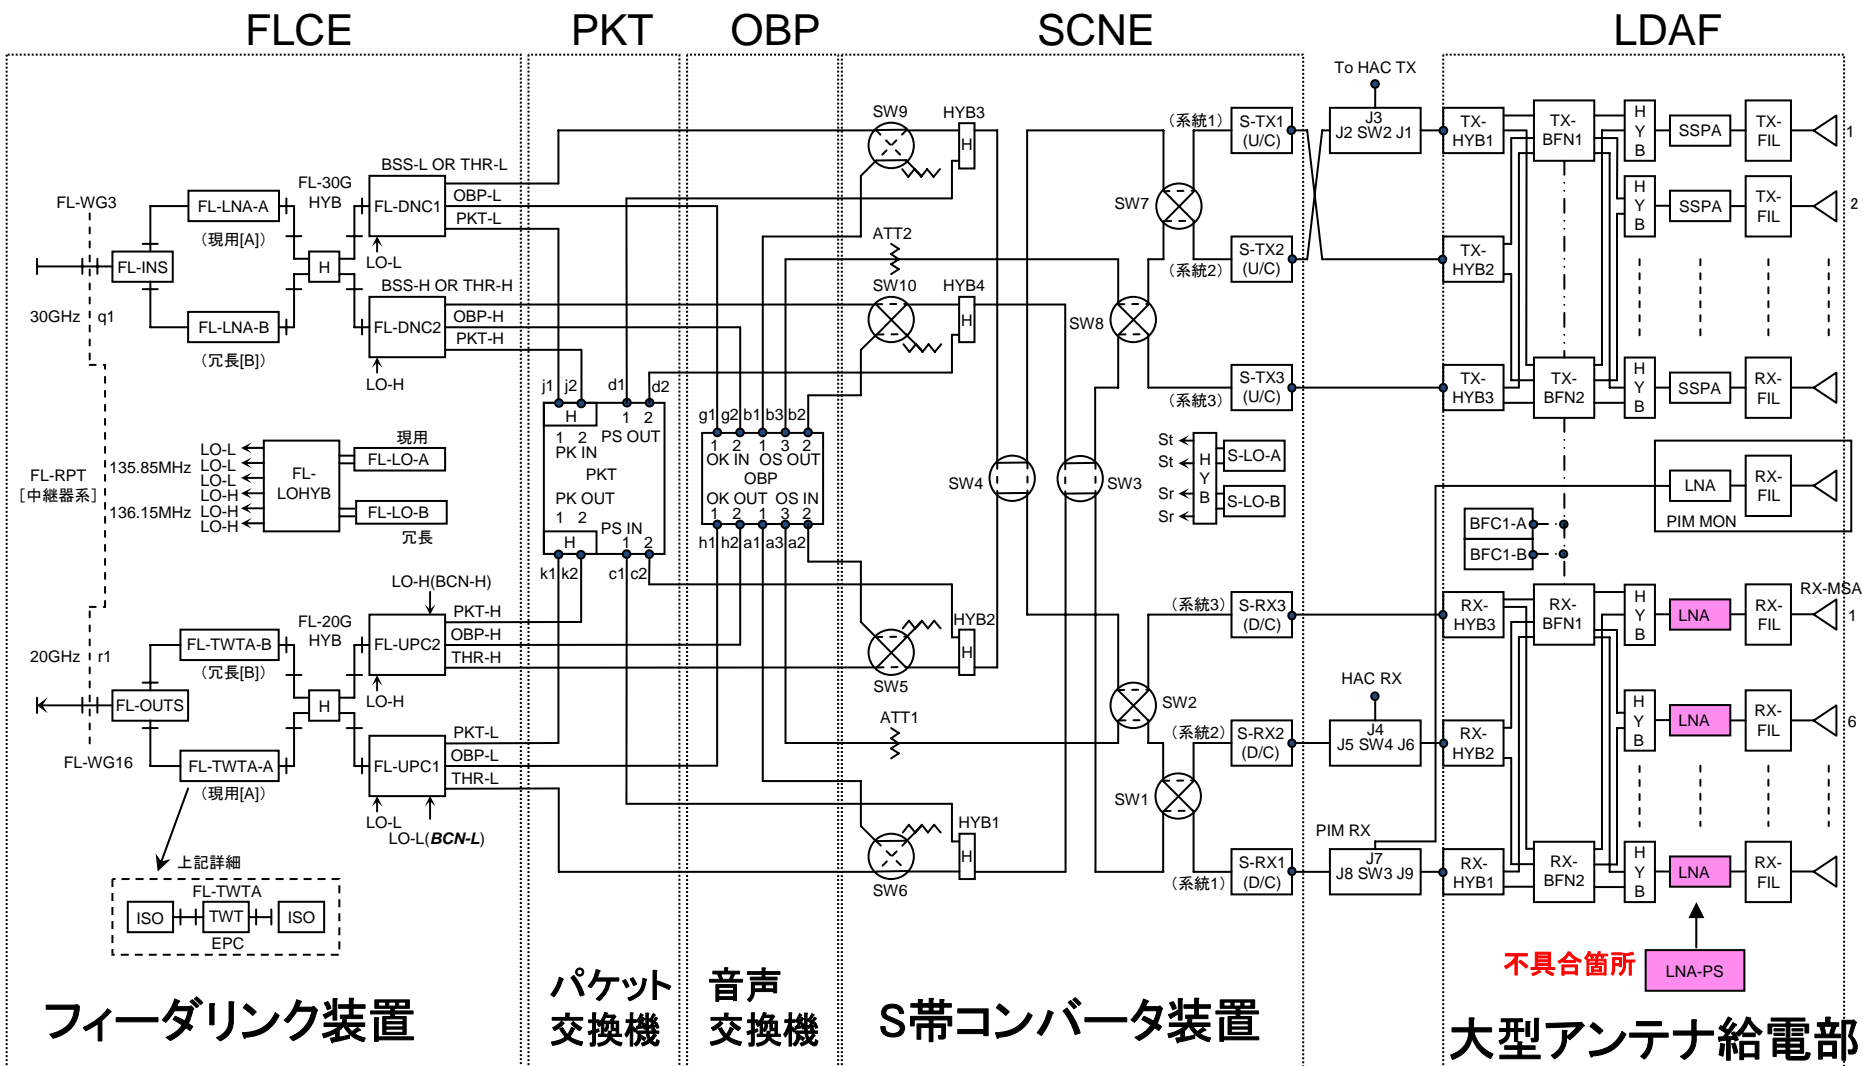 FLCE
PKT
OBP
SCNE
LDAF
FL-WG3
30GHz
q1
FL-INS
FL-LNA-A
（現用[A]）
FL-LNA-B
（冗長[B]）
FL-30G
HYB
H
BSS-L OR THR-L
FL-DNC1
OBP-L
PKT-L
LO-L
BSS-H OR THR-H
FL-DNC2
OBP-H
PKT-H
LO-H
FL-RPT
［中継器系］
135.85MHz
136.15MHz
LO-L
LO-L
LO-L
LO-H
LO-H
LO-H
FL-
LOHYB
現用
FL-LO-A
FL-LO-B
冗長
20GHz
r1
FL-WG16
FL-OUTS
FL-TWTA-B
（冗長[B]）
FL-TWTA-A
（現用[A]）
FL-20G
HYB
H
LO-H(BCN-H)
FL-UPC2
PKT-H
OBP-H
THR-H
LO-H
FL-UPC1
PKT-L
OBP-L
THR-L
LO-L
LO-L(BCN-L)
上記詳細
FL-TWTA
ISO
TWT
ISO
EPC
フィーダリンク装置
j1
j2
d1
d2
H
1 2
PK IN
1 2
PS OUT
PKT
PK OUT
1 2
PS IN
1 2
H
k1
k2
c1
c2
パケット
交換機
g1
g2
b1
b3
b2
1 2 1 3 2
OK IN OS OUT
OBP
OK OUT OS IN
1 2 1 3 2
h1
h2
a1
a3
a2
音声
交換機
SW9
HYB3
H
ATT2
SW10
HYB4
H
SW7
SW8
SW4
SW3
（系統1）
S-TX1
(U/C)
（系統2）
S-TX2
(U/C)
（系統3）
S-TX3
(U/C)
St
St
Sr
Sr
H
Y
B
S-LO-A
S-LO-B
SW5
HYB2
H
ATT1
SW6
HYB1
H
SW2
SW1
（系統3）
S-RX3
(D/C)
（系統2）
S-RX2
(D/C)
（系統1）
S-RX1
(D/C)
S帯コンバータ装置
To HAC TX
J3
J2 SW2 J1
HAC RX
J4
J5 SW4 J6
PIM RX
J7
J8 SW3 J9
TX-
HYB1
TX-
BFN1
H
Y
B
SSPA
TX-
FIL
1
H
Y
B
SSPA
TX-
FIL
2
TX-
HYB2
TX-
HYB3
TX-
BFN2
H
Y
B
SSPA
RX-
FIL
LNA
RX-
FIL
PIM MON
BFC1-A
BFC1-B
RX-
HYB3
RX-
BFN1
H
Y
B
LNA
RX-
FIL
RX-MSA
1
RX-
HYB2
H
Y
B
LNA
RX-
FIL
6
RX-
HYB1
RX-
BFN2
H
Y
B
LNA
RX-
FIL
不具合箇所
LNA-PS
大型アンテナ給電部